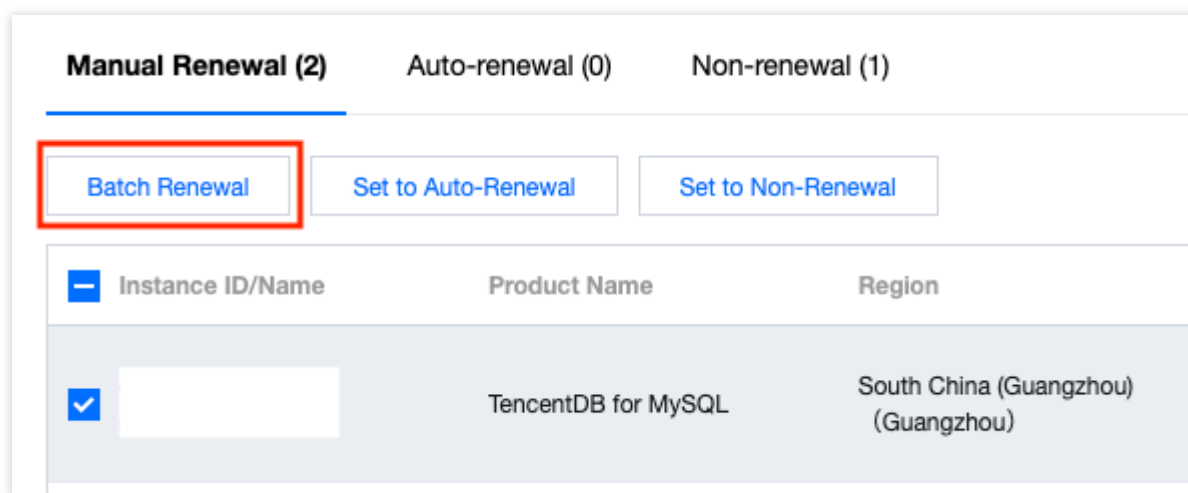 Manual Renewal (2) Auto-renewal (0) Non-renewal (1)
Batch Renewal Set to Auto-Renewal Set to Non-Renewal
Instance ID/Name Product Name Region
TencentDB for MySQL South China (Guangzhou)
（Guangzhou）